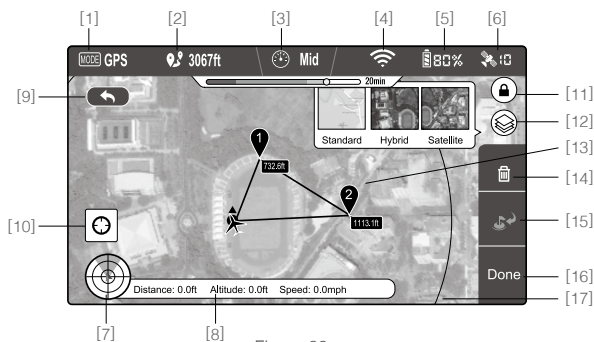 [1] [2] [3] [4] [5] [6]
MODE GPS 3067ft Mid 80% 10
20min
[9] [11]
[12]
Standard Hybrid Satellite
[13]
1
732.6ft
[14]
2
[10] 1113.1ft [15]
Done [16]
Distance: 0.0ft Altitude: 0.0ft Speed: 0.0mph
[17]
[7] [8]